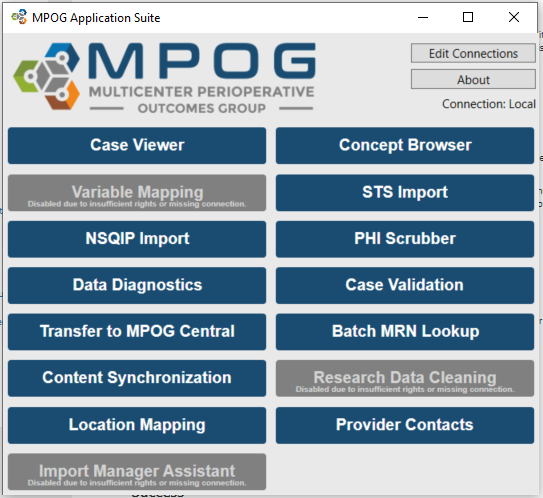 MPOG Application Suite
MPOG
MULTICENTER PERIOPERATIVE
OUTCOMES GROUP
Edit Connections
About
Connection: Local
Case Viewer
Concept Browser
Variable Mapping
Disabled due to insufficient rights or missing connection.
STS Import
NSQIP Import
PHI Scrubber
Data Diagnostics
Case Validation
Transfer to MPOG Central
Batch MRN Lookup
Content Synchronization
Research Data Cleaning
Disabled due to insufficient rights or missing connection.
Location Mapping
Provider Contacts
Import Manager Assistant
Disabled due to insufficient rights or missing connection.